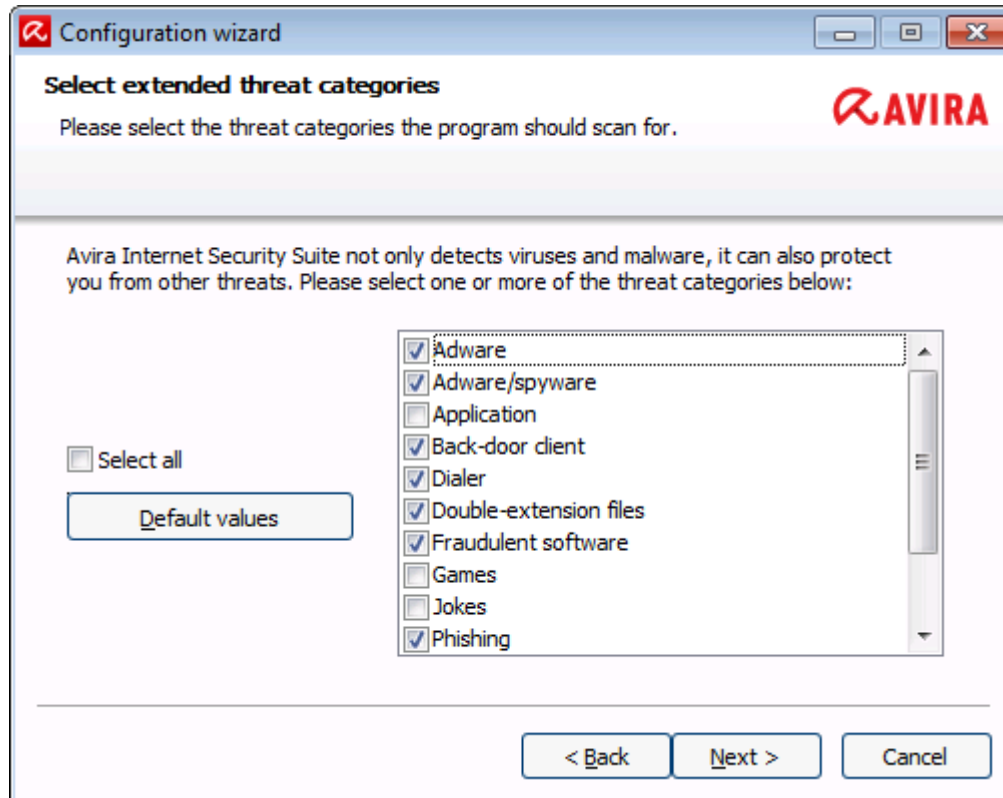 Configuration wizard
Select extended threat categories
Please select the threat categories the program should scan for.
AVIRA
Avira Internet Security Suite not only detects viruses and malware, it can also protect
you from other threats. Please select one or more of the threat categories below:
Adware
Adware/spyware
Application
Back-door client
Select all
Dialer
Default values
Double-extension files
Fraudulent software
Games
Jokes
Phishing
< Back
Next >
Cancel